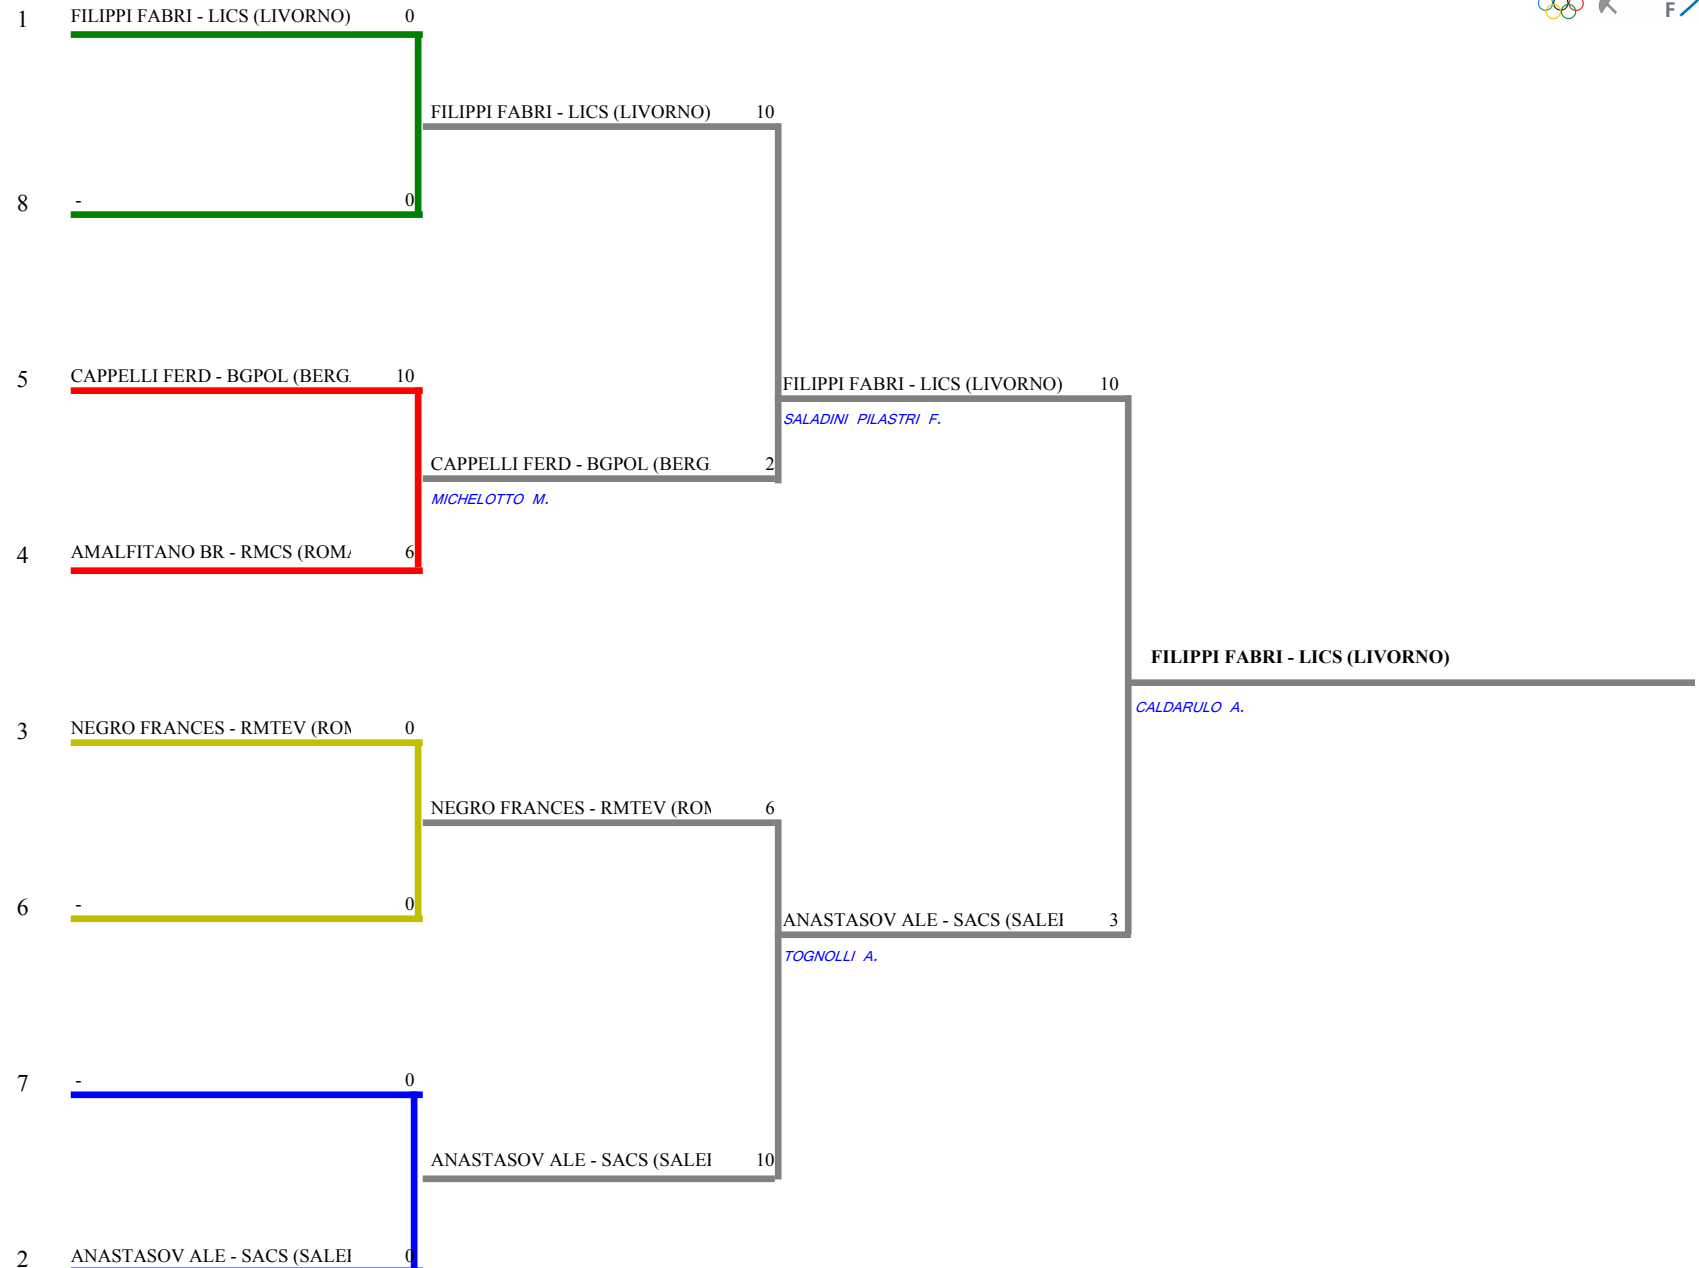 1 FILIPPI FABRI - LICS (LIVORNO) 0
F
FILIPPI FABRI - LICS (LIVORNO) 10
8 - 0
5 CAPPELLI FERD - BGPOL (BERG. 10
FILIPPI FABRI - LICS (LIVORNO) 10
SALADINI PILASTRI F.
CAPPELLI FERD - BGPOL (BERG. 2
MICHELOTTO M.
4 AMALFITANO BR - RMCS (ROMA 6
FILIPPI FABRI - LICS (LIVORNO)
CALDARULO A.
3 NEGRO FRANCES - RMTEV (ROM 0
NEGRO FRANCES - RMTEV (ROM 6
6 - 0
ANASTASOV ALE - SACS (SALE 3
TOGNOLLI A.
7 - 0
ANASTASOV ALE - SACS (SALE 10
2 ANASTASOV ALE - SACS (SALE 0